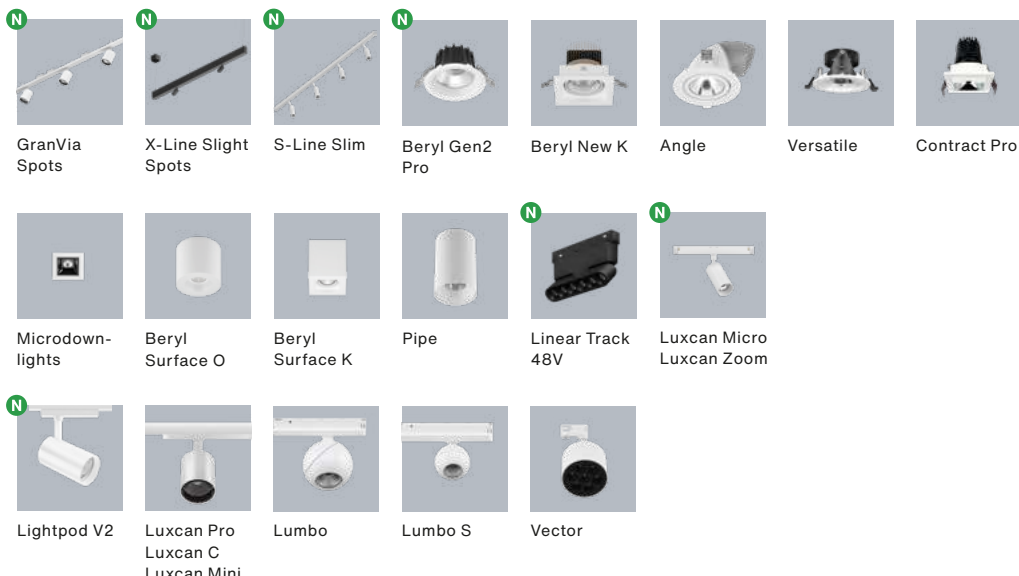 N
N
N
N
GranVia
Spots
X-Line Slight
Spots
S-Line Slim
Beryl Gen2
Pro
Beryl New K
Angle
Versatile
Contract Pro
N
N
Microdown-
lights
Beryl
Surface O
Beryl
Surface K
Pipe
Linear Track
48V
Luxcan Micro
Luxcan Zoom
N
Lightpod V2
Luxcan Pro
Luxcan C
Luxcan Mini
Lumbo
Lumbo S
Vector